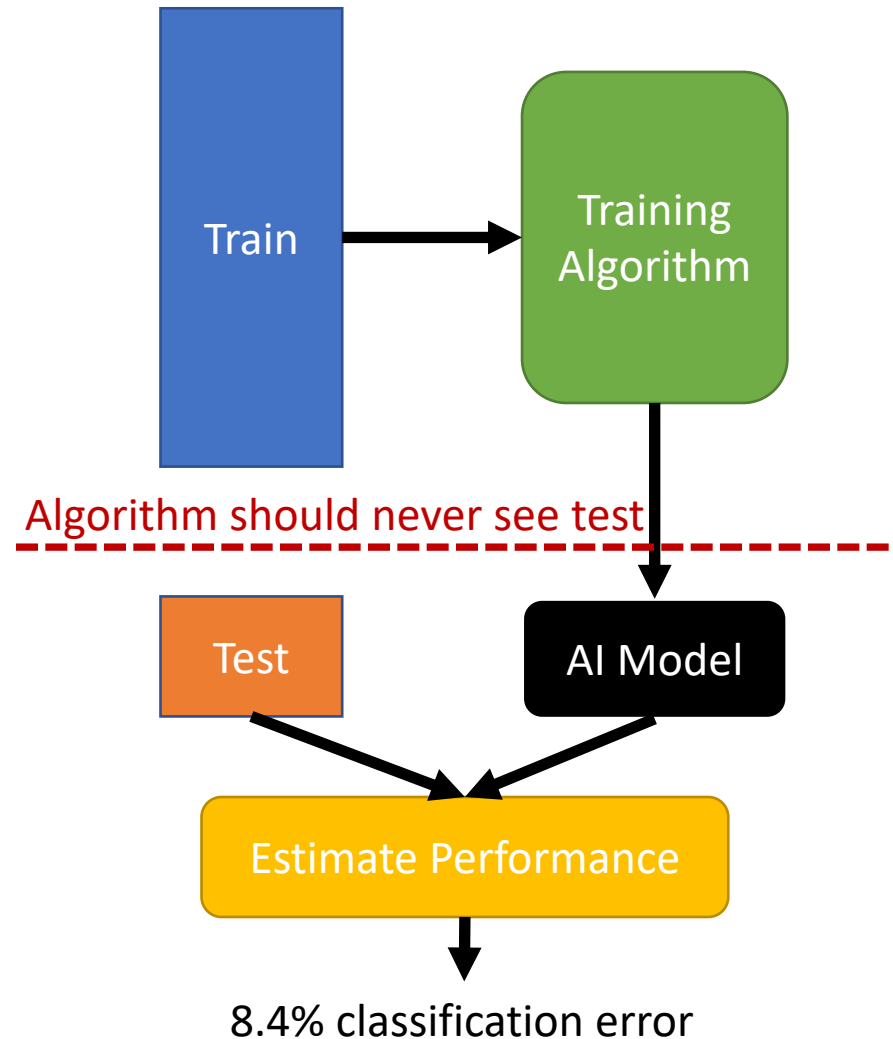 Train
Training
Algorithm
Algorithm should never see test
Test
AI Model
Estimate Performance
8.4% classification error